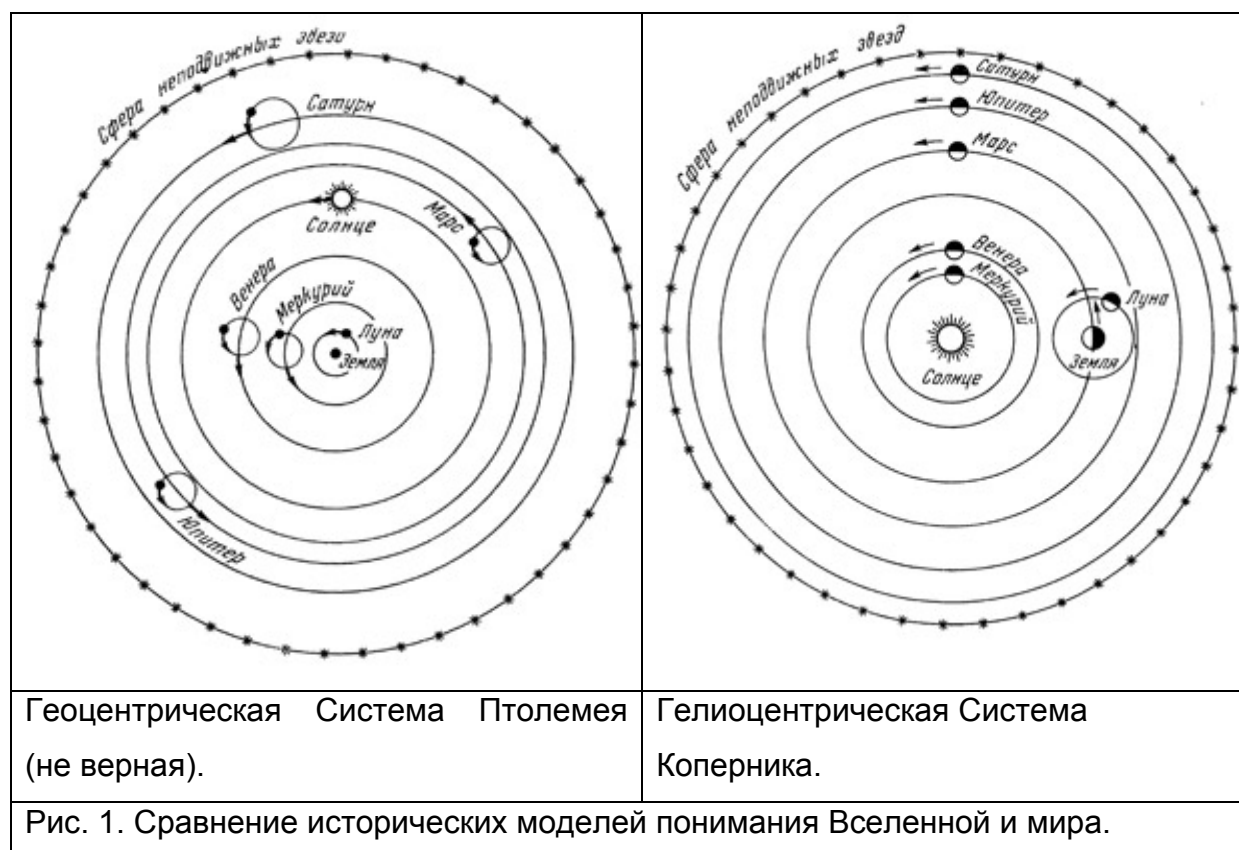 Сфера неподвижных звезд
Сатурн
Солнце
Марс
Венера
Меркурий
Луна
Земля
Юпитер
Сфера неподвижных звезд
Сатурн
Юпитер
Марс
Венера
Меркурий
Луна
Земля
Солнце
Геоцентрическая Система Птолемея
(не верная).
Гелиоцентрическая Система
Коперника.
Рис. 1. Сравнение исторических моделей понимания Вселенной и мира.